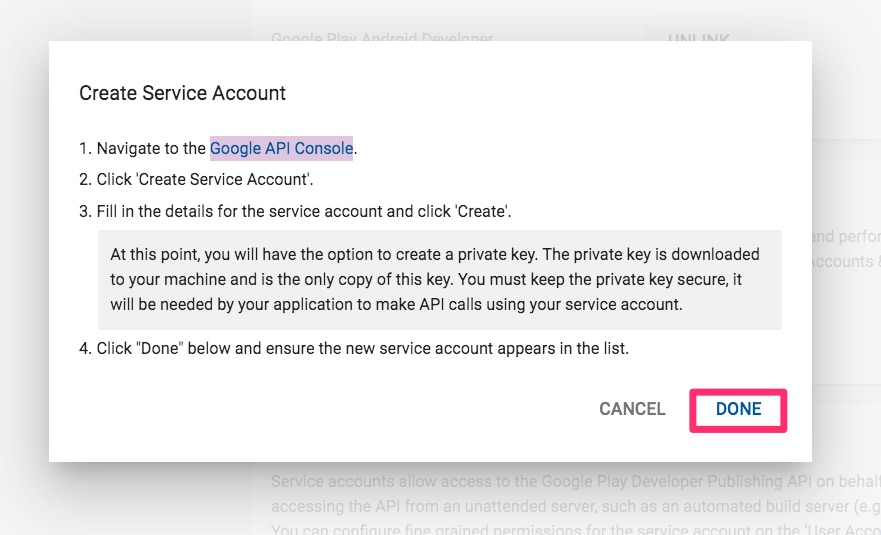 Google Play Android Developer
UNLINK
Create Service Account
1. Navigate to the Google API Console.
2. Click 'Create Service Account'.
3. Fill in the details for the service account and click 'Create'.
and perfor
At this point, you will have the option to create a private key. The private key is downloaded
Accounts &
to your machine and is the only copy of this key. You must keep the private key secure, it
will be needed by your application to make API calls using your service account.
4. Click "Done" below and ensure the new service account appears in the list.
CANCEL DONE
Service accounts allow access to the Google Play Developer Publishing API on behalf
accessing the API from an unattended server, such as an automated build server (e.g
You can configure fine grained permissions for the service account on the 'User Acco